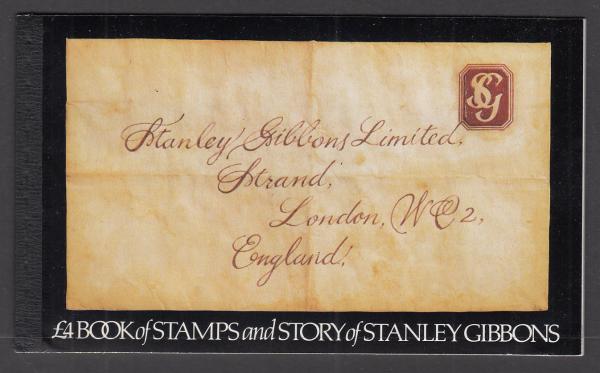 SG
Stanley Gibbons Limited,
Strand,
London, WC2,
England.
£4 BOOK of STAMPS and STORY of STANLEY GIBBONS